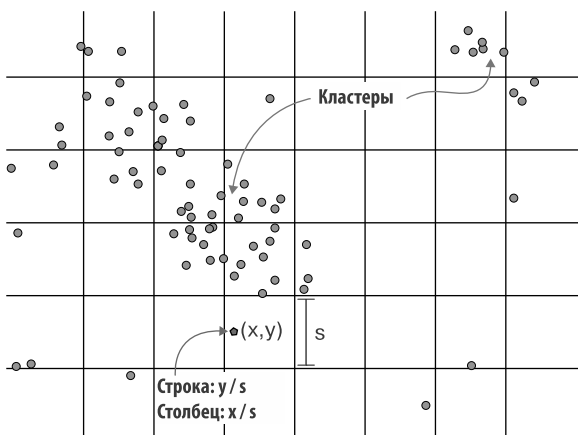 Кластеры
(x,y)
s
Строка: y / s
Столбец: x / s